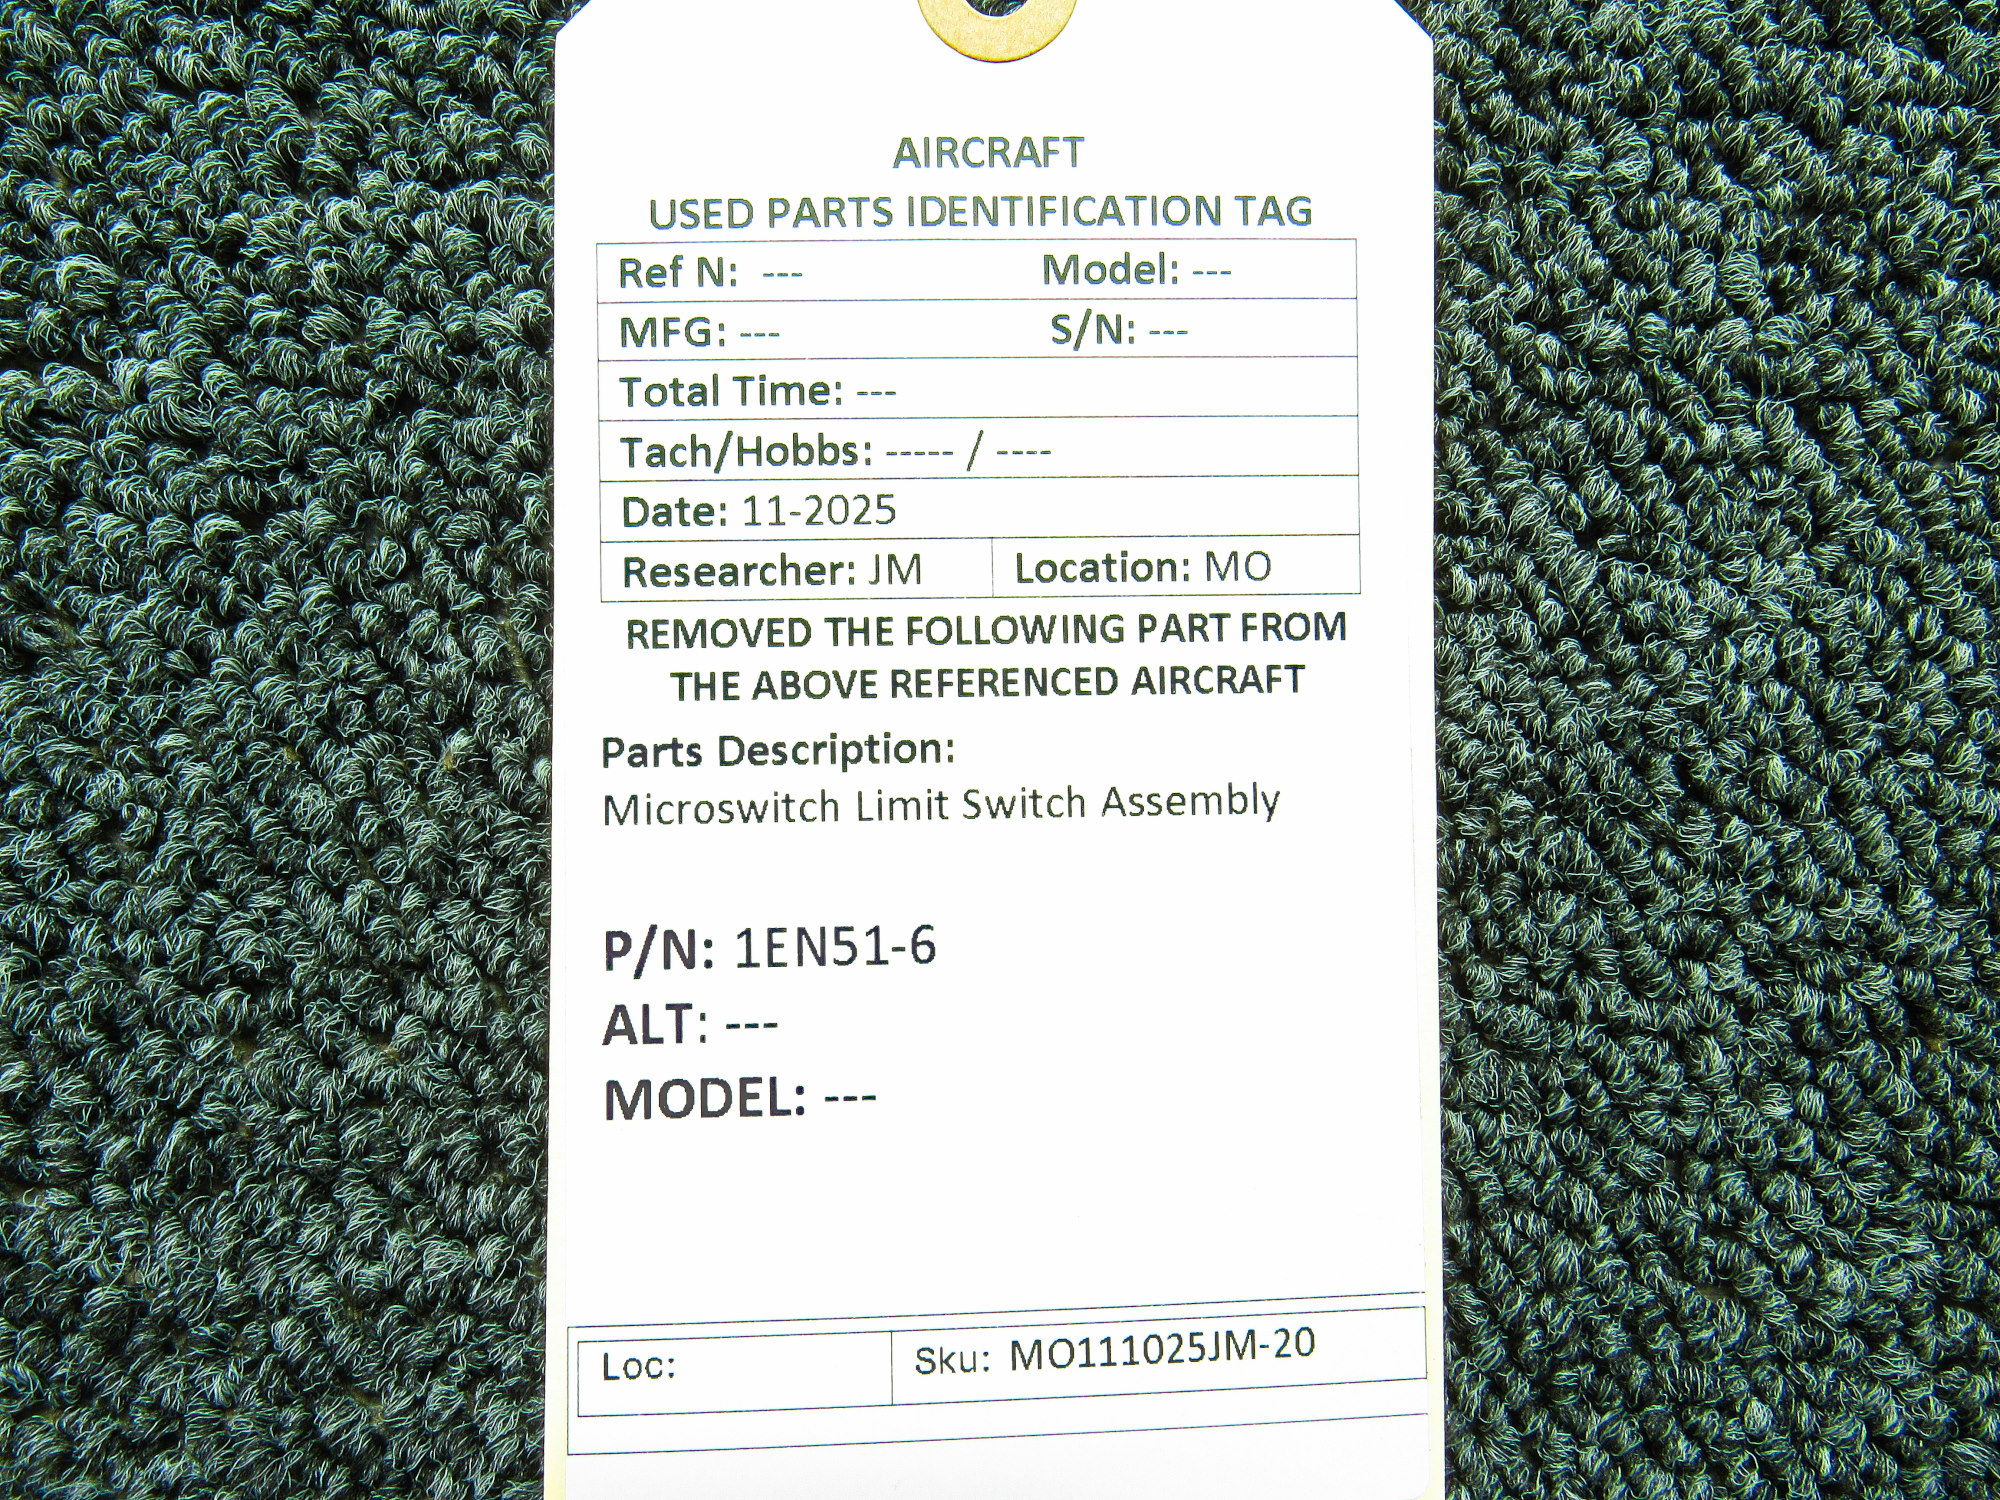 AIRCRAFT
USED PARTS IDENTIFICATION TAG
Ref N: --- Model: ---
MFG: --- S/N: ---
Total Time: ---
Tach/Hobbs: ----- / ----
Date: 11-2025
Researcher: JM Location: MO
REMOVED THE FOLLOWING PART FROM
THE ABOVE REFERENCED AIRCRAFT
Parts Description:
Microswitch Limit Switch Assembly
P/N: 1EN51-6
ALT: ---
MODEL: ---
Loc: Sku: MO111025JM-20